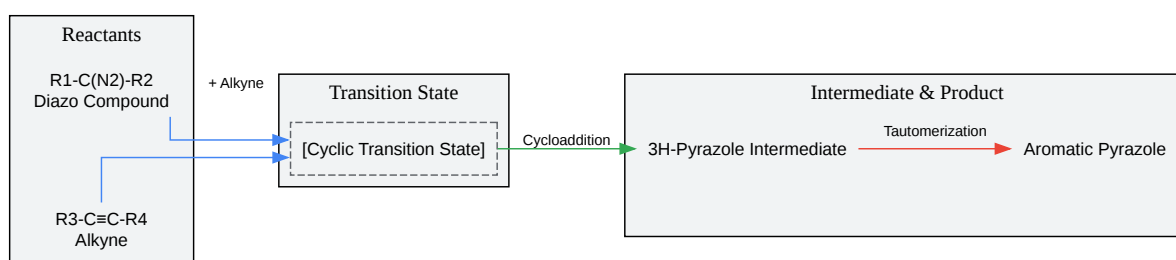 Reactants
R1-C(N2)-R2
Diazo Compound
R3-C≡C-R4
Alkyne
+ Alkyne
Transition State
[Cyclic Transition State]
Cycloaddition
Intermediate & Product
3H-Pyrazole Intermediate
Tautomerization
Aromatic Pyrazole